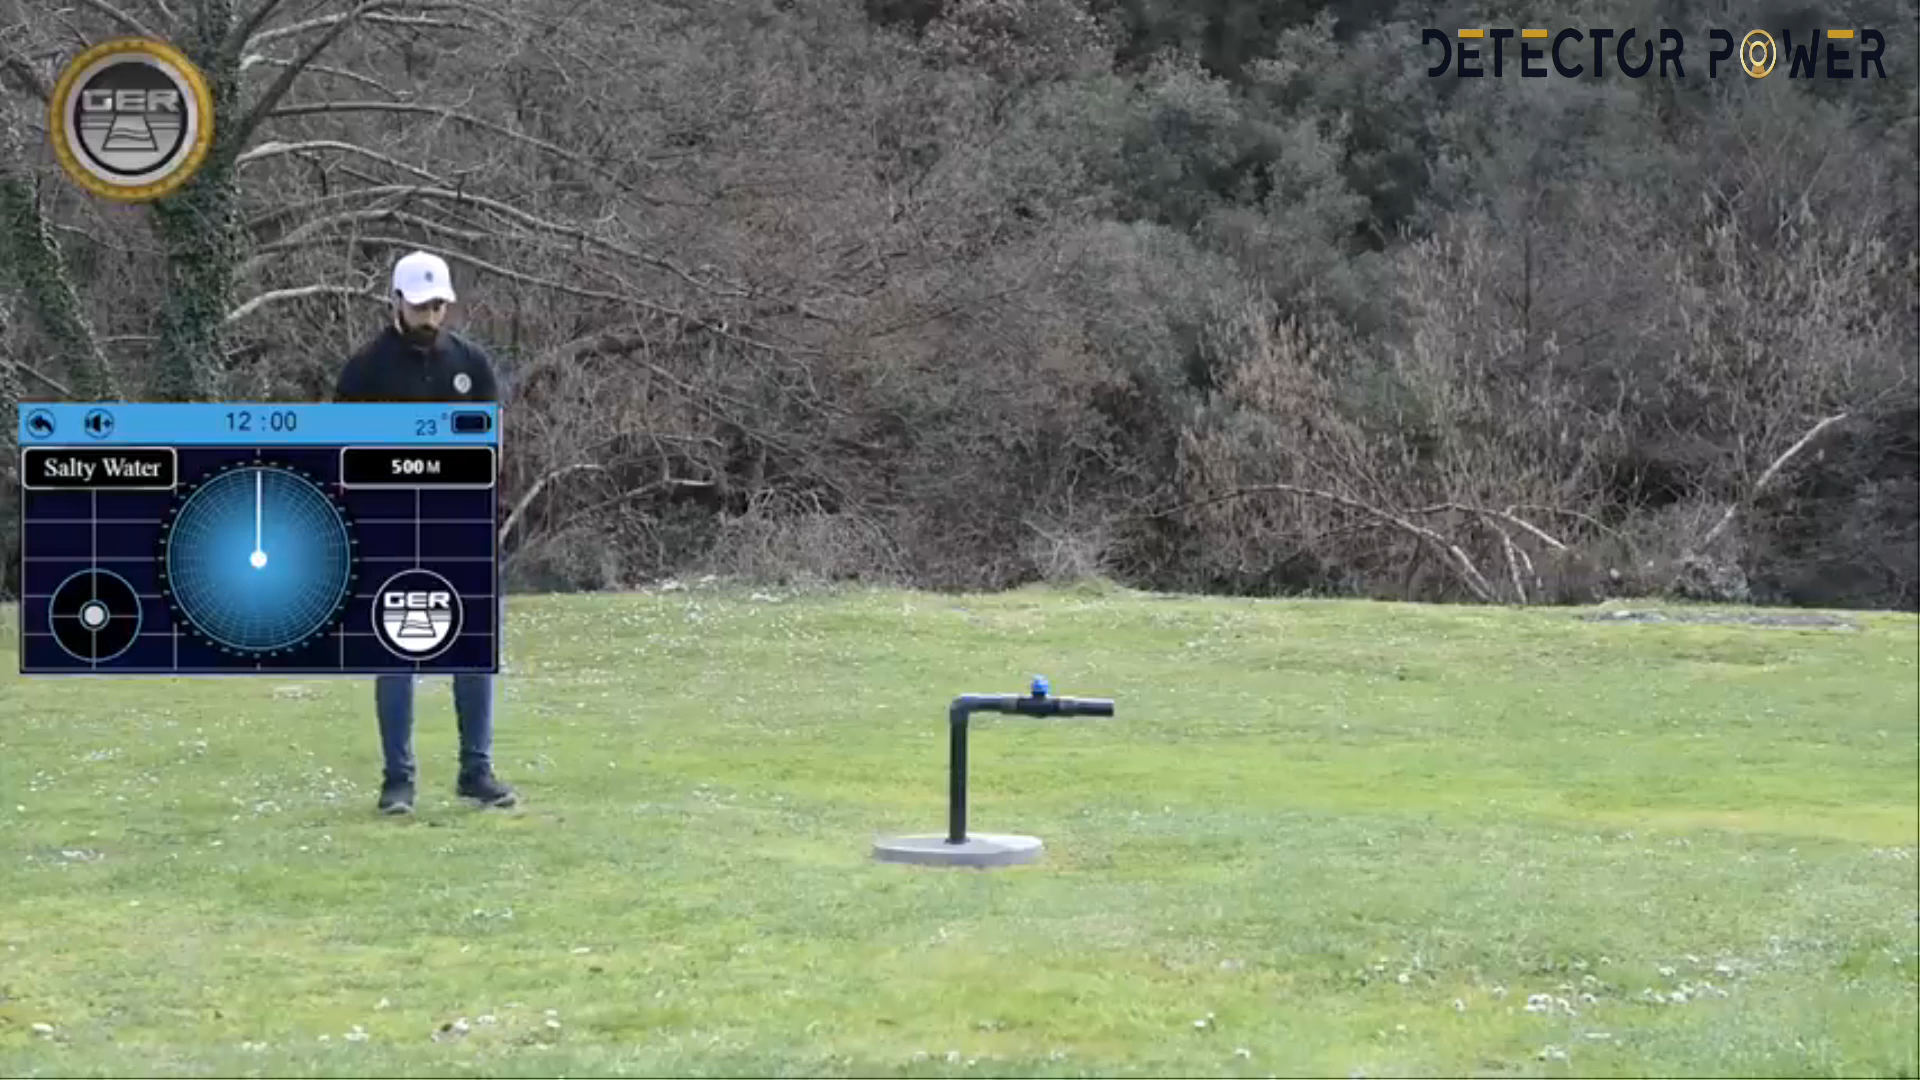 GER
DETECTOR POWER
12 :00
23°
Salty Water
500 M
GER